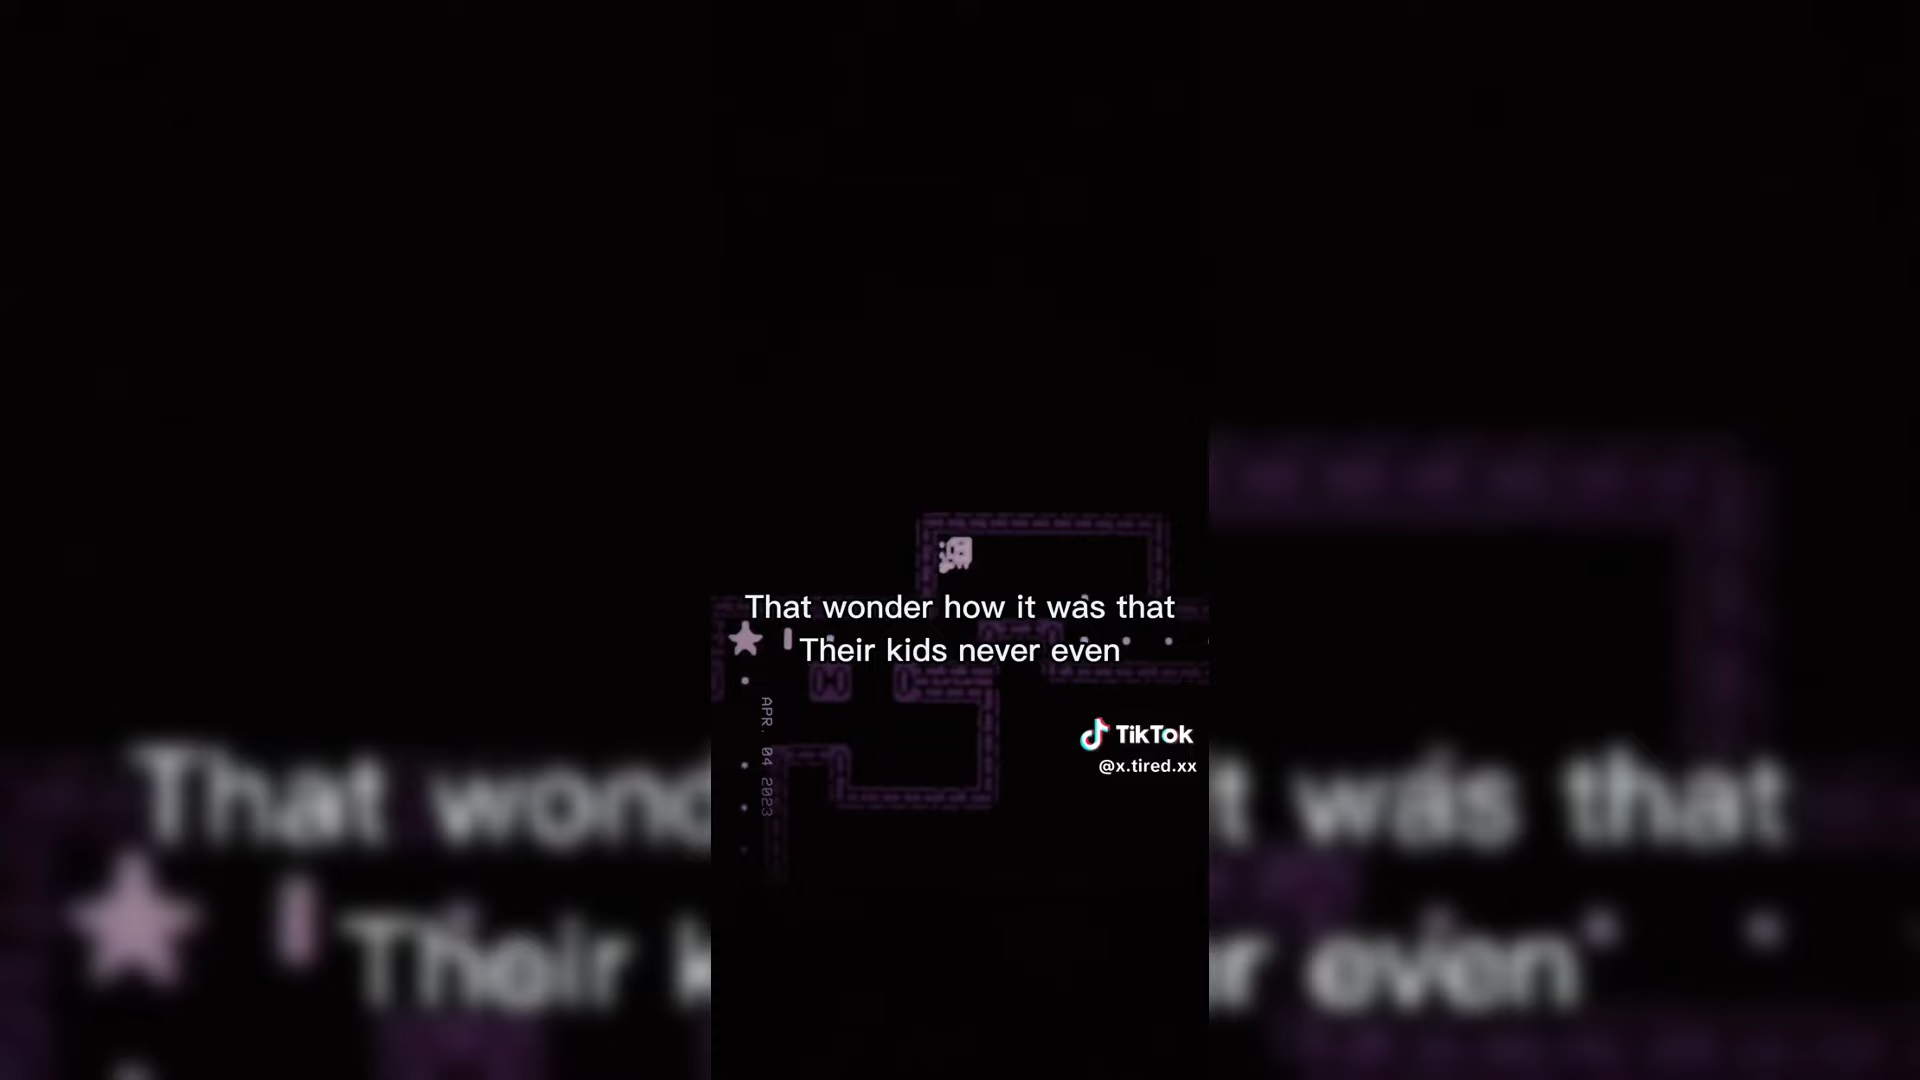 That wonder how it was that
Their kids never even
APR. 04 2023
TikTok
@x.tired.xx